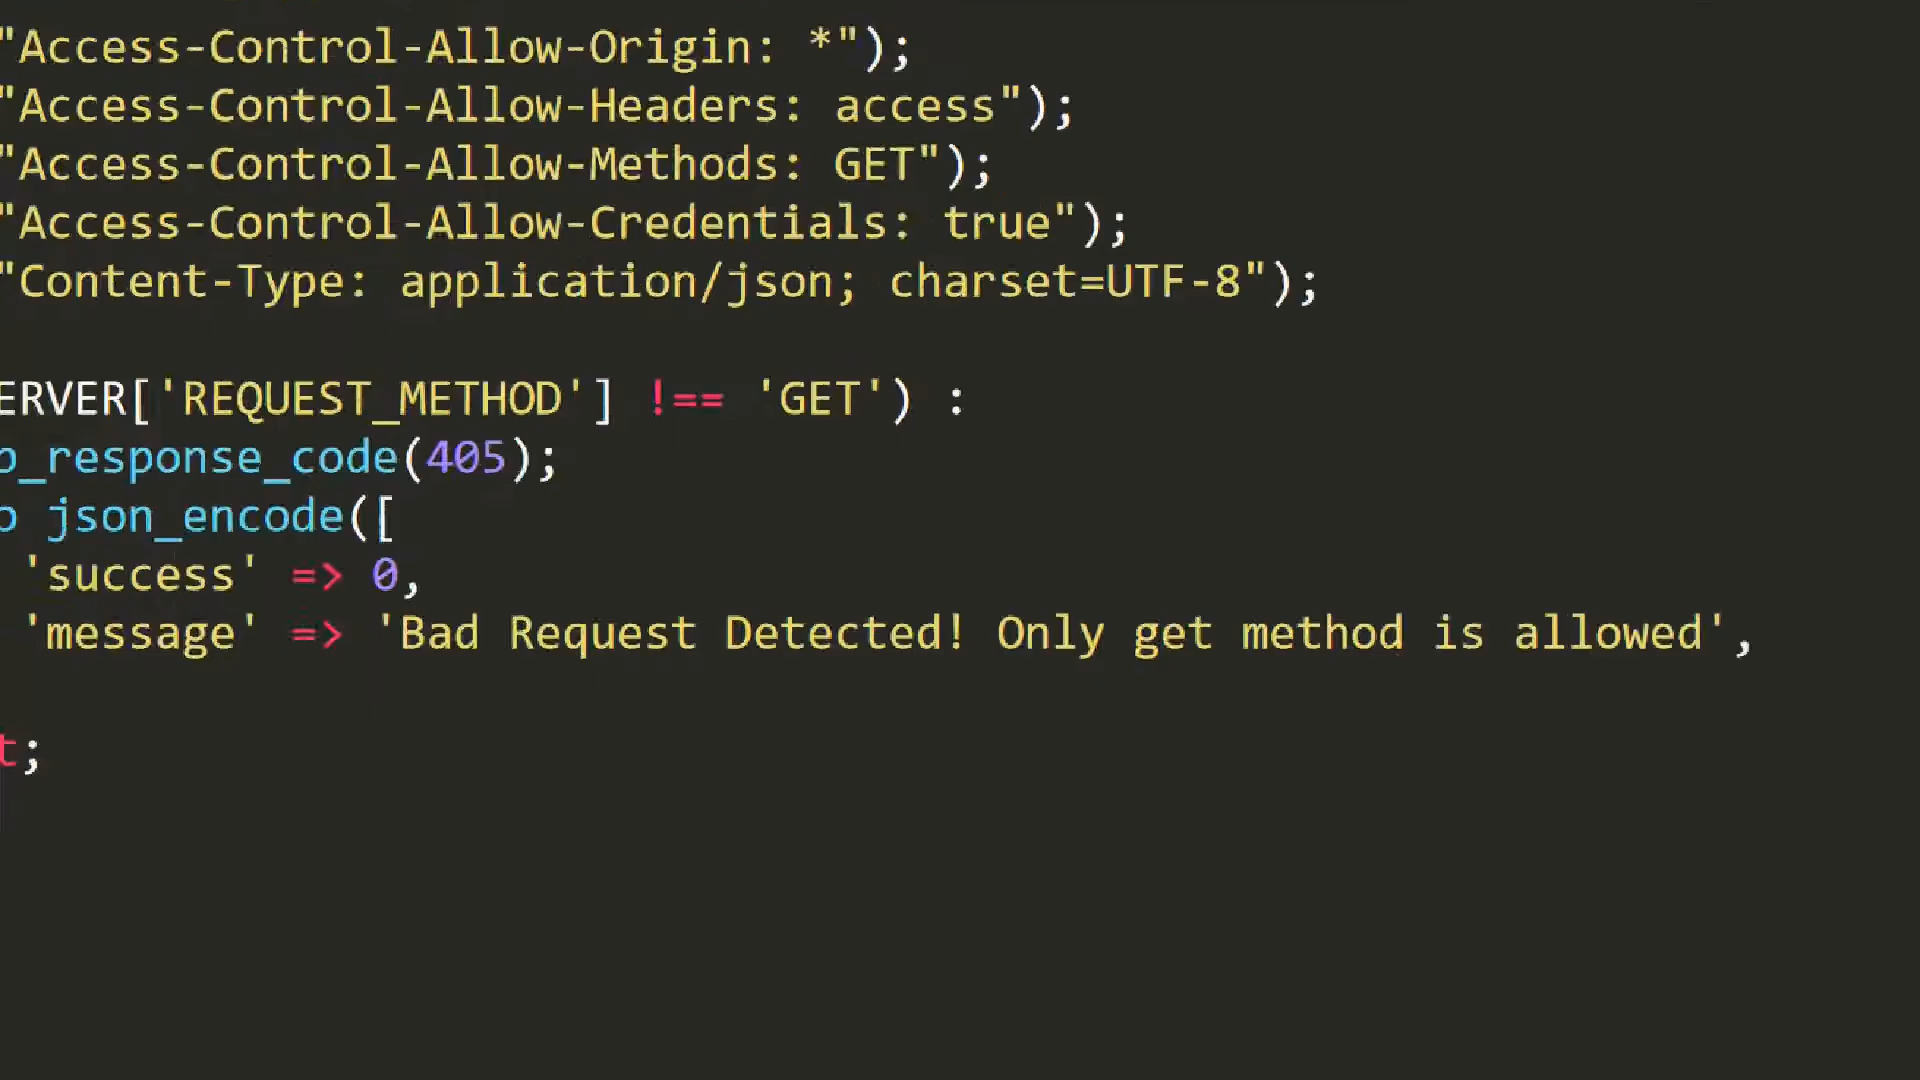 "Access-Control-Allow-Origin: *");
"Access-Control-Allow-Headers: access");
"Access-Control-Allow-Methods: GET");
"Access-Control-Allow-Credentials: true");
"Content-Type: application/json; charset=UTF-8");
ERVER['REQUEST_METHOD'] !== 'GET') :
p_response_code(405);
o json_encode([
'success' => 0,
'message' => 'Bad Request Detected! Only get method is allowed',
t;